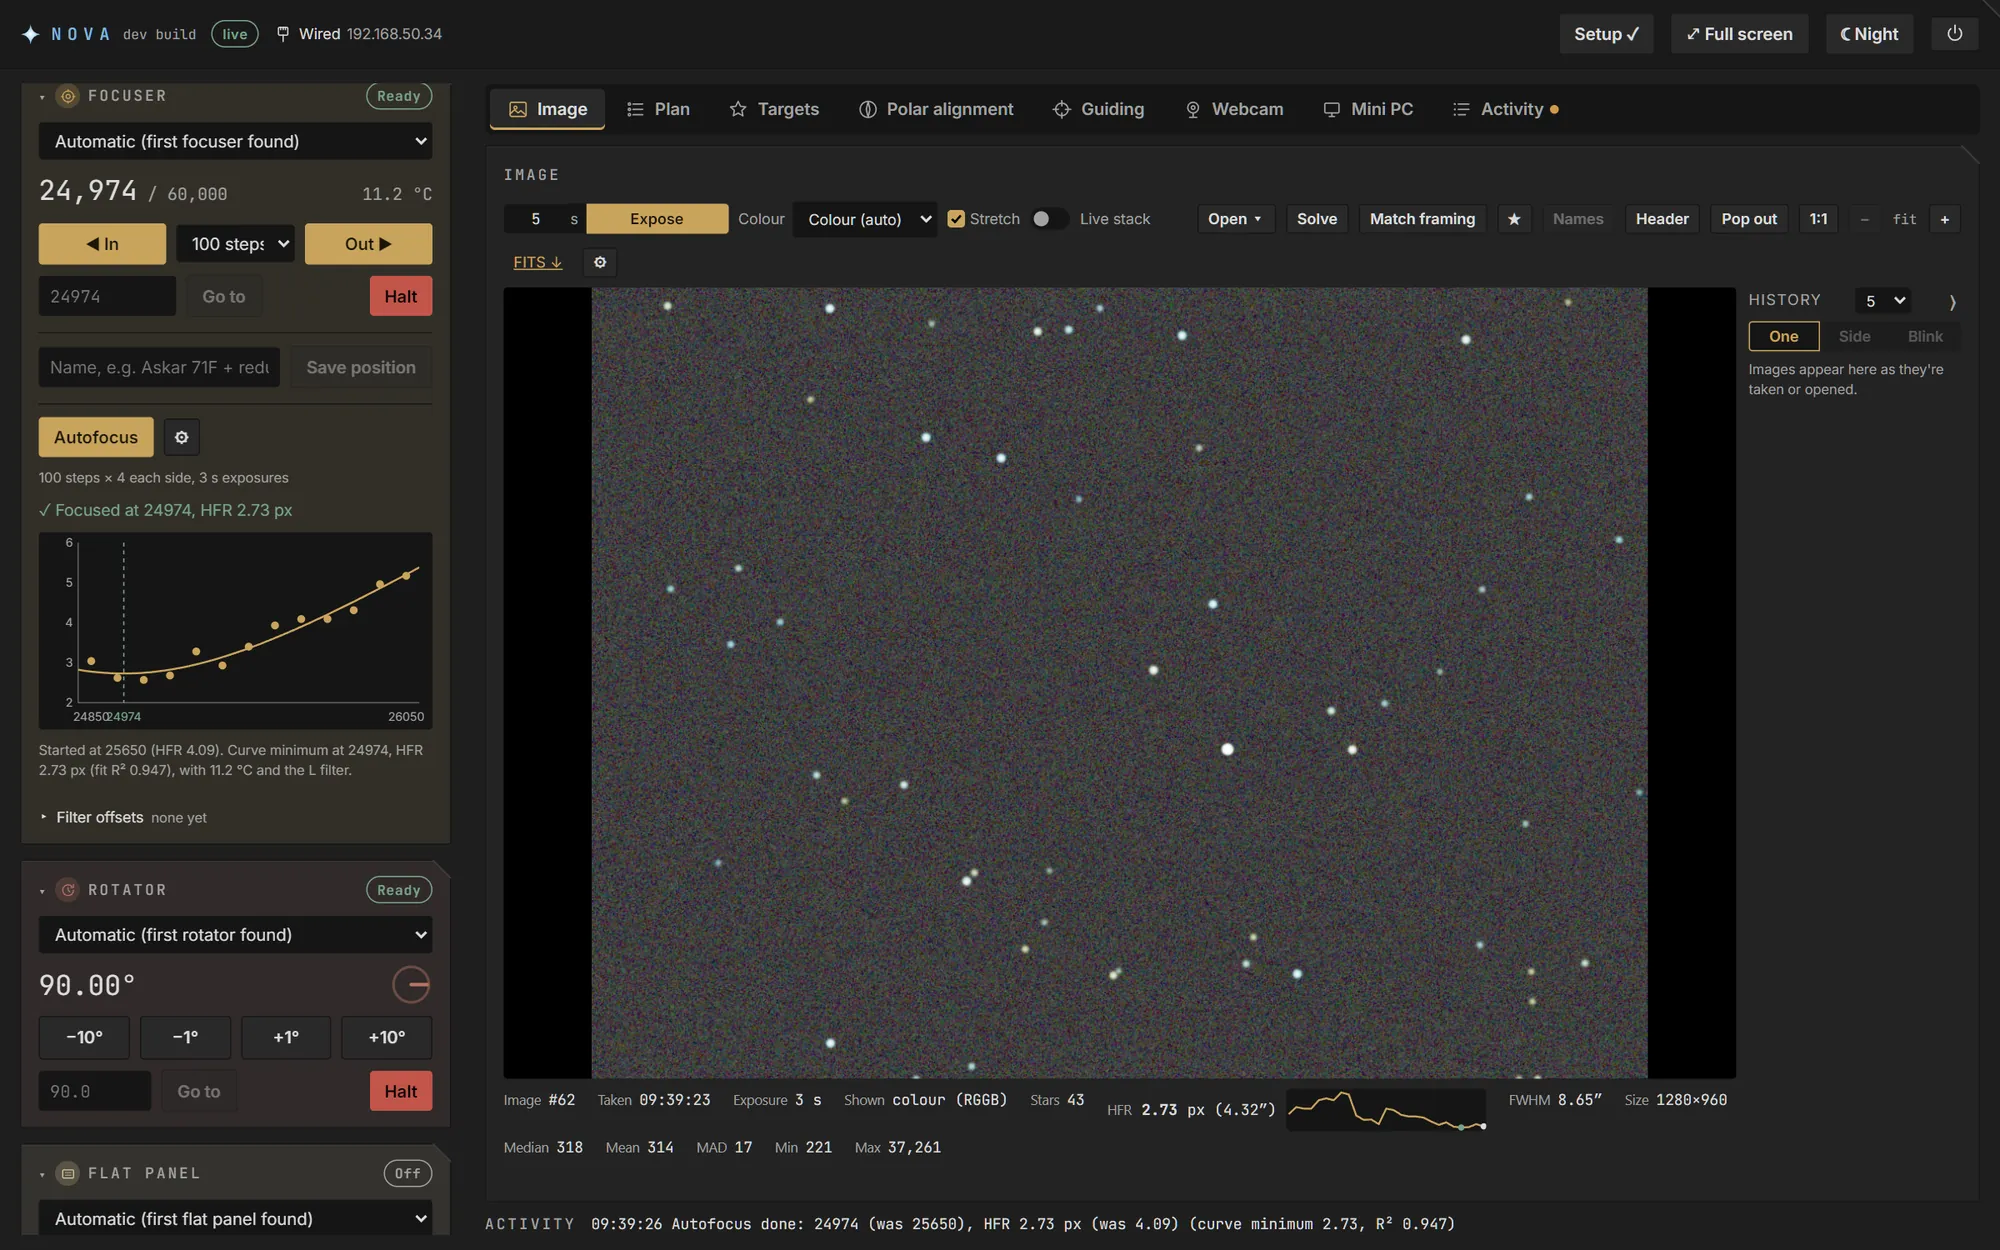 NOVA dev build live Wired 192.168.50.34 Setup ✓ Full screen Night
FOCUSER Ready
Automatic (first focuser found)
24,974 / 60,000 11.2 °C
◀ In 100 steps Out ▶
24974 Go to Halt
Name, e.g. Askar 71F + redu Save position
Autofocus
100 steps × 4 each side, 3 s exposures
✓ Focused at 24974, HFR 2.73 px
6
5
4
3
2
24850 24974 26050
Started at 25650 (HFR 4.09). Curve minimum at 24974, HFR
2.73 px (fit R² 0.947), with 11.2 °C and the L filter.
Filter offsets none yet
ROTATOR Ready
Automatic (first rotator found)
90.00°
−10° −1° +1° +10°
90.0 Go to Halt
FLAT PANEL Off
Automatic (first flat panel found)
Image Plan Targets Polar alignment Guiding Webcam Mini PC Activity
IMAGE
5 s Expose Colour Colour (auto) Stretch Live stack Open Solve Match framing ★ Names Header Pop out 1:1 − fit +
FITS ↓
HISTORY 5
One Side Blink
Images appear here as they're
taken or opened.
Image #62 Taken 09:39:23 Exposure 3 s Shown colour (RGGB) Stars 43 HFR 2.73 px (4.32″) FWHM 8.65″ Size 1280×960
Median 318 Mean 314 MAD 17 Min 221 Max 37,261
ACTIVITY 09:39:26 Autofocus done: 24974 (was 25650), HFR 2.73 px (was 4.09) (curve minimum 2.73, R² 0.947)